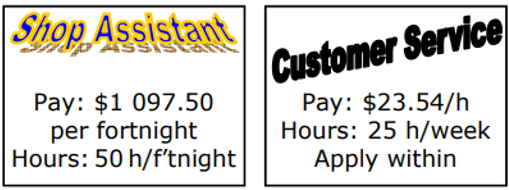 Shop Assistant
Pay: $1 097.50
per fortnight
Hours: 50 h/f'tnight
Customer Service
Pay: $23.54/h
Hours: 25 h/week
Apply within